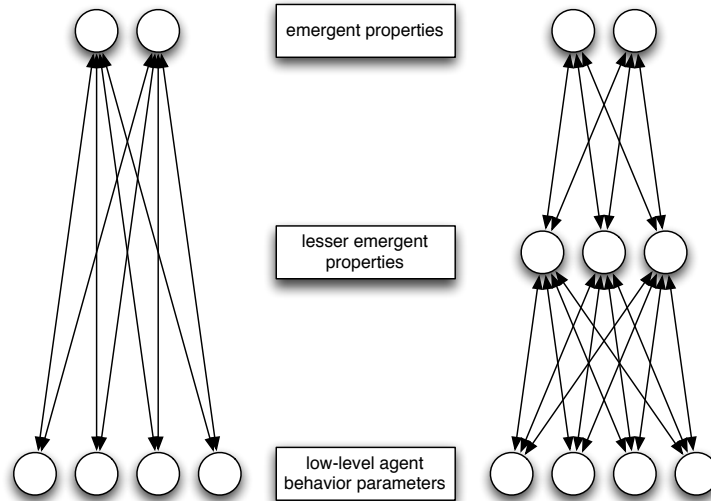 emergent properties
lesser emergent
properties
low-level agent
behavior parameters